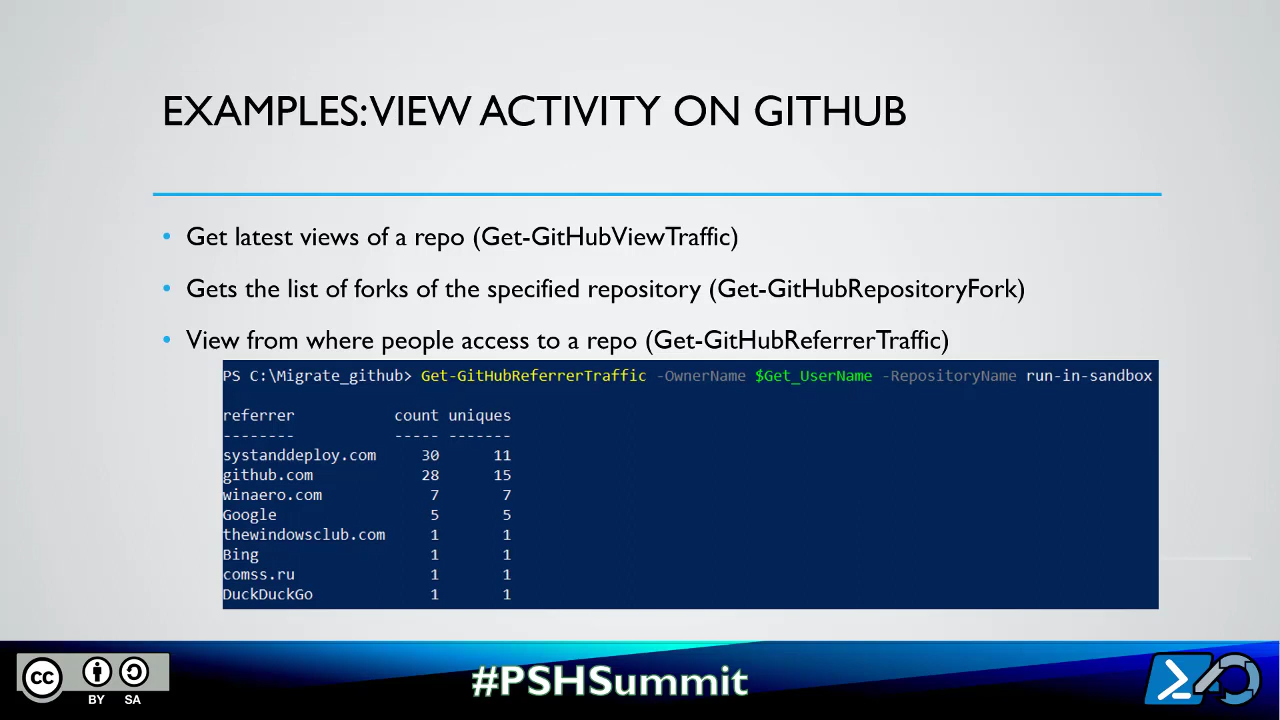 EXAMPLES:VIEW ACTIVITY ON GITHUB
• Get latest views of a repo (Get-GitHubViewTraffic)
• Gets the list of forks of the specified repository (Get-GitHubRepositoryFork)
• View from where people access to a repo (Get-GitHubReferrerTraffic)
PS C:\Migrate_github> Get-GitHubReferrerTraffic -OwnerName $Get_UserName -RepositoryName run-in-sandbox
referrer count uniques
-------- ----- -------
systanddeploy.com 30 11
github.com 28 15
winaero.com 7 7
Google 5 5
thewindowsclub.com 1 1
Bing 1 1
comss.ru 1 1
DuckDuckGo 1 1
cc BY SA
#PSHSummit